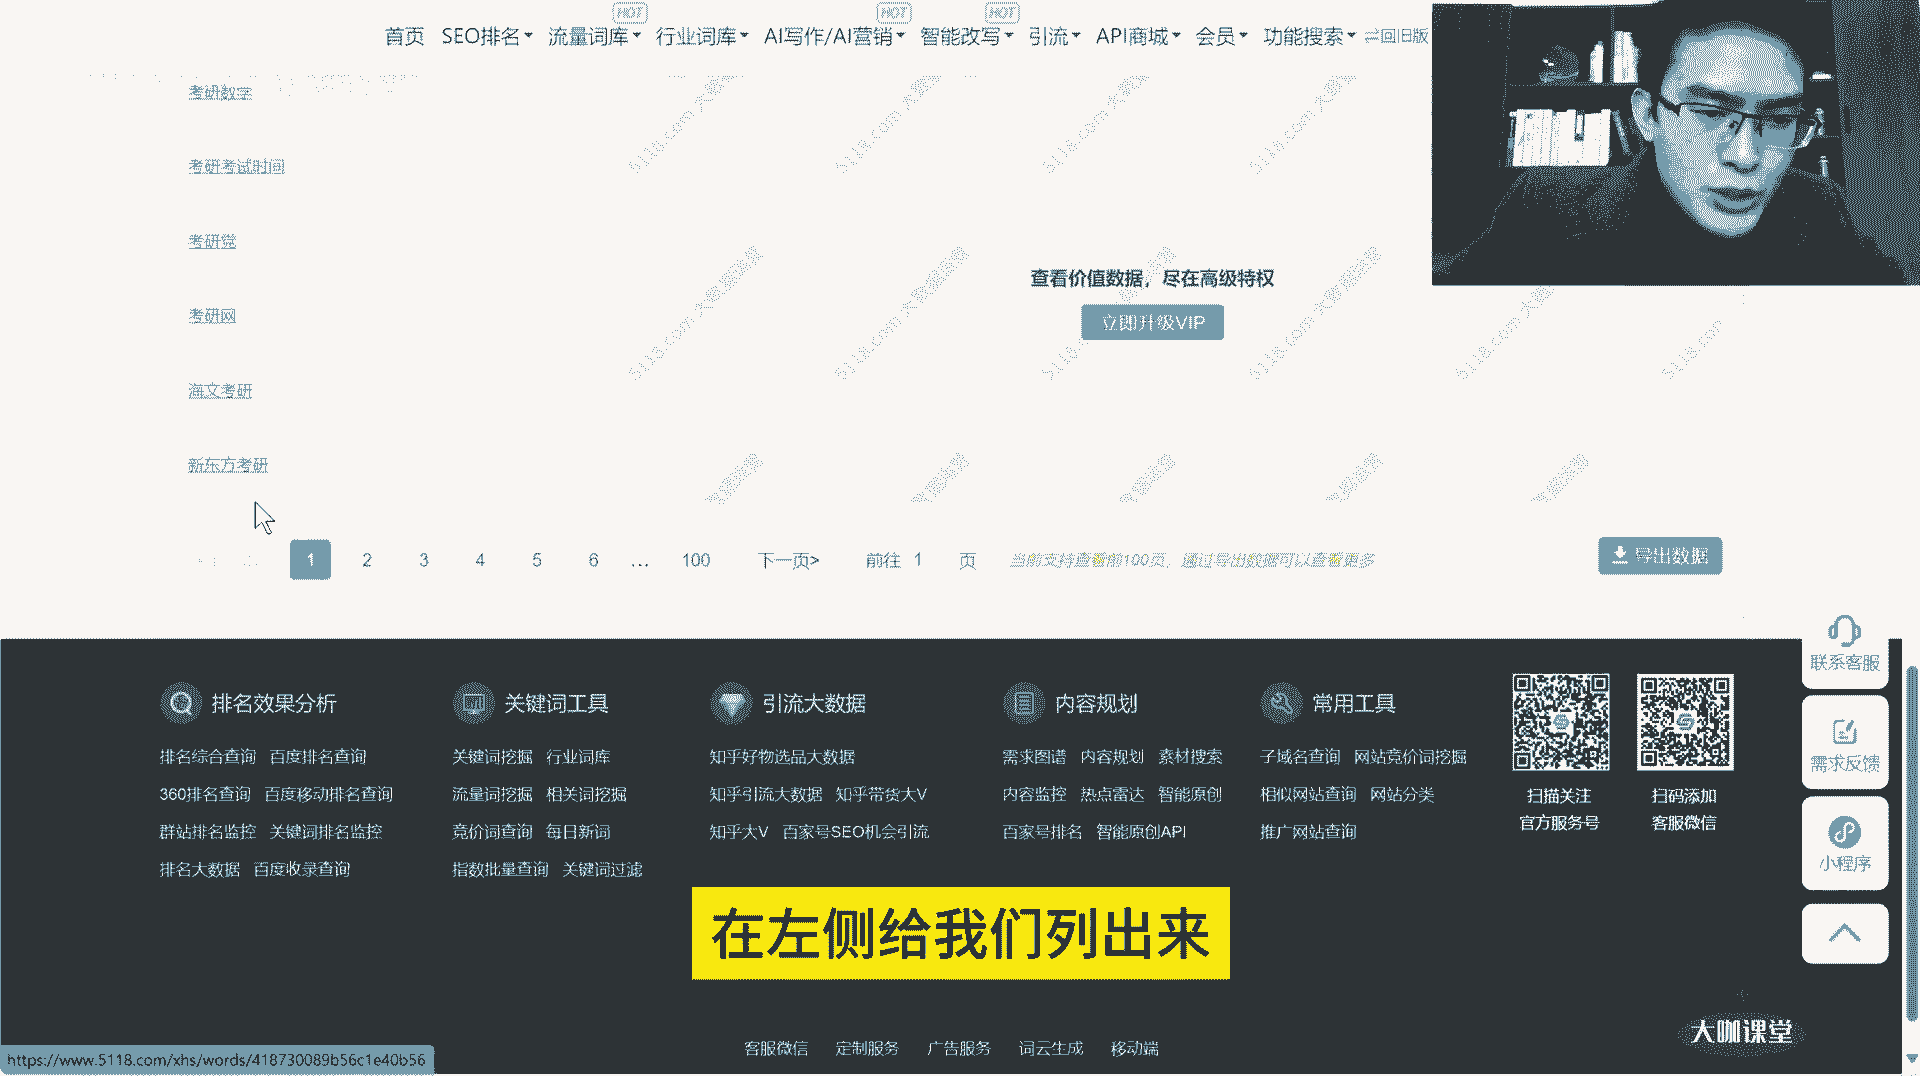 HOT HOT HOT
首页 SEO排名 流量词库 行业词库 AI写作/AI营销 智能改写 引流 API商城 会员 功能搜索 回旧版
考研数学
考研考试时间
考研党
考研网
海文考研
新东方考研
查看价值数据，尽在高级特权
立即升级VIP
1 2 3 4 5 6 … 100 下一页> 前往 1 页 当前支持查看前100页，通过导出数据可以查看更多 导出数据
联系客服
需求反馈
小程序
排名效果分析
排名综合查询 百度排名查询
360排名查询 百度移动排名查询
群站排名监控 关键词排名监控
排名大数据 百度收录查询
关键词工具
关键词挖掘 行业词库
流量词挖掘 相关词挖掘
竞价词查询 每日新词
指数批量查询 关键词过滤
引流大数据
知乎好物选品大数据
知乎引流大数据 知乎带货大V
知乎大V 百家号SEO机会引流
内容规划
需求图谱 内容规划 素材搜索
内容监控 热点雷达 智能原创
百家号排名 智能原创API
常用工具
子域名查询 网站竞价词挖掘
相似网站查询 网站分类
推广网站查询
扫描关注
官方服务号
扫码添加
客服微信
在左侧给我们列出来
大咖课堂
客服微信 定制服务 广告服务 词云生成 移动端
https://www.5118.com/xhs/words/418730089b56c1e40b56